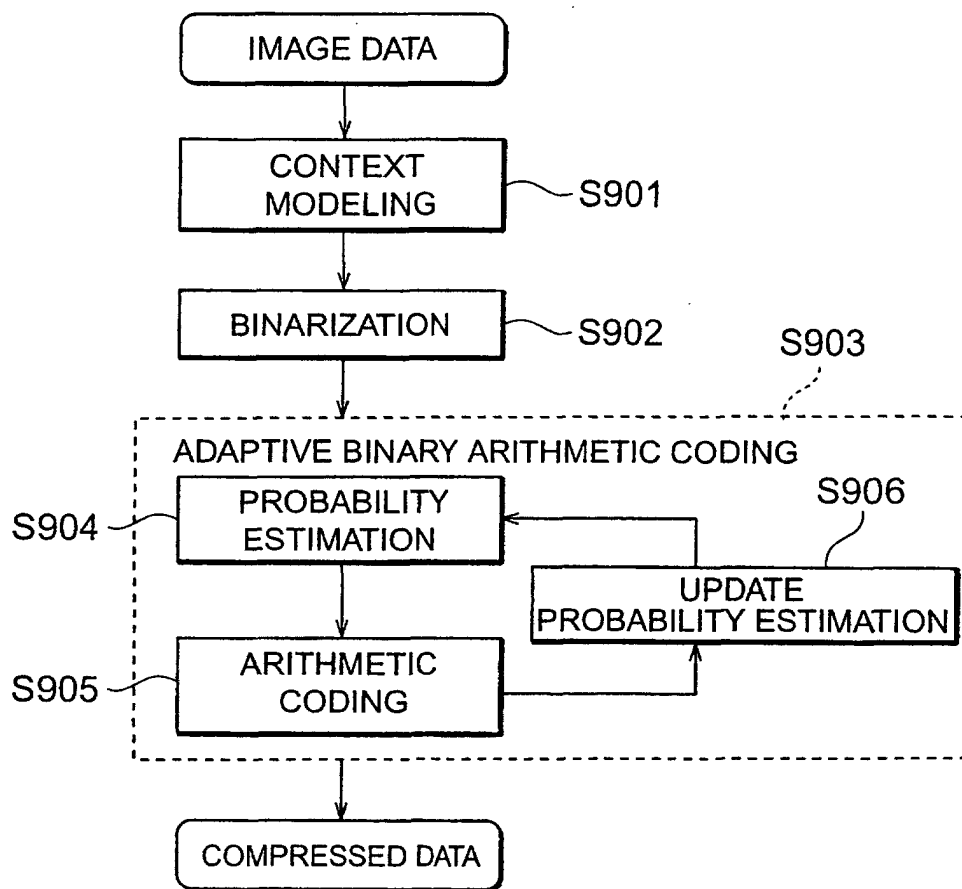 IMAGE DATA
CONTEXT
MODELING
S901
BINARIZATION
S902
S903
ADAPTIVE BINARY ARITHMETIC CODING
S904
PROBABILITY
ESTIMATION
S906
UPDATE
PROBABILITY ESTIMATION
S905
ARITHMETIC
CODING
COMPRESSED DATA